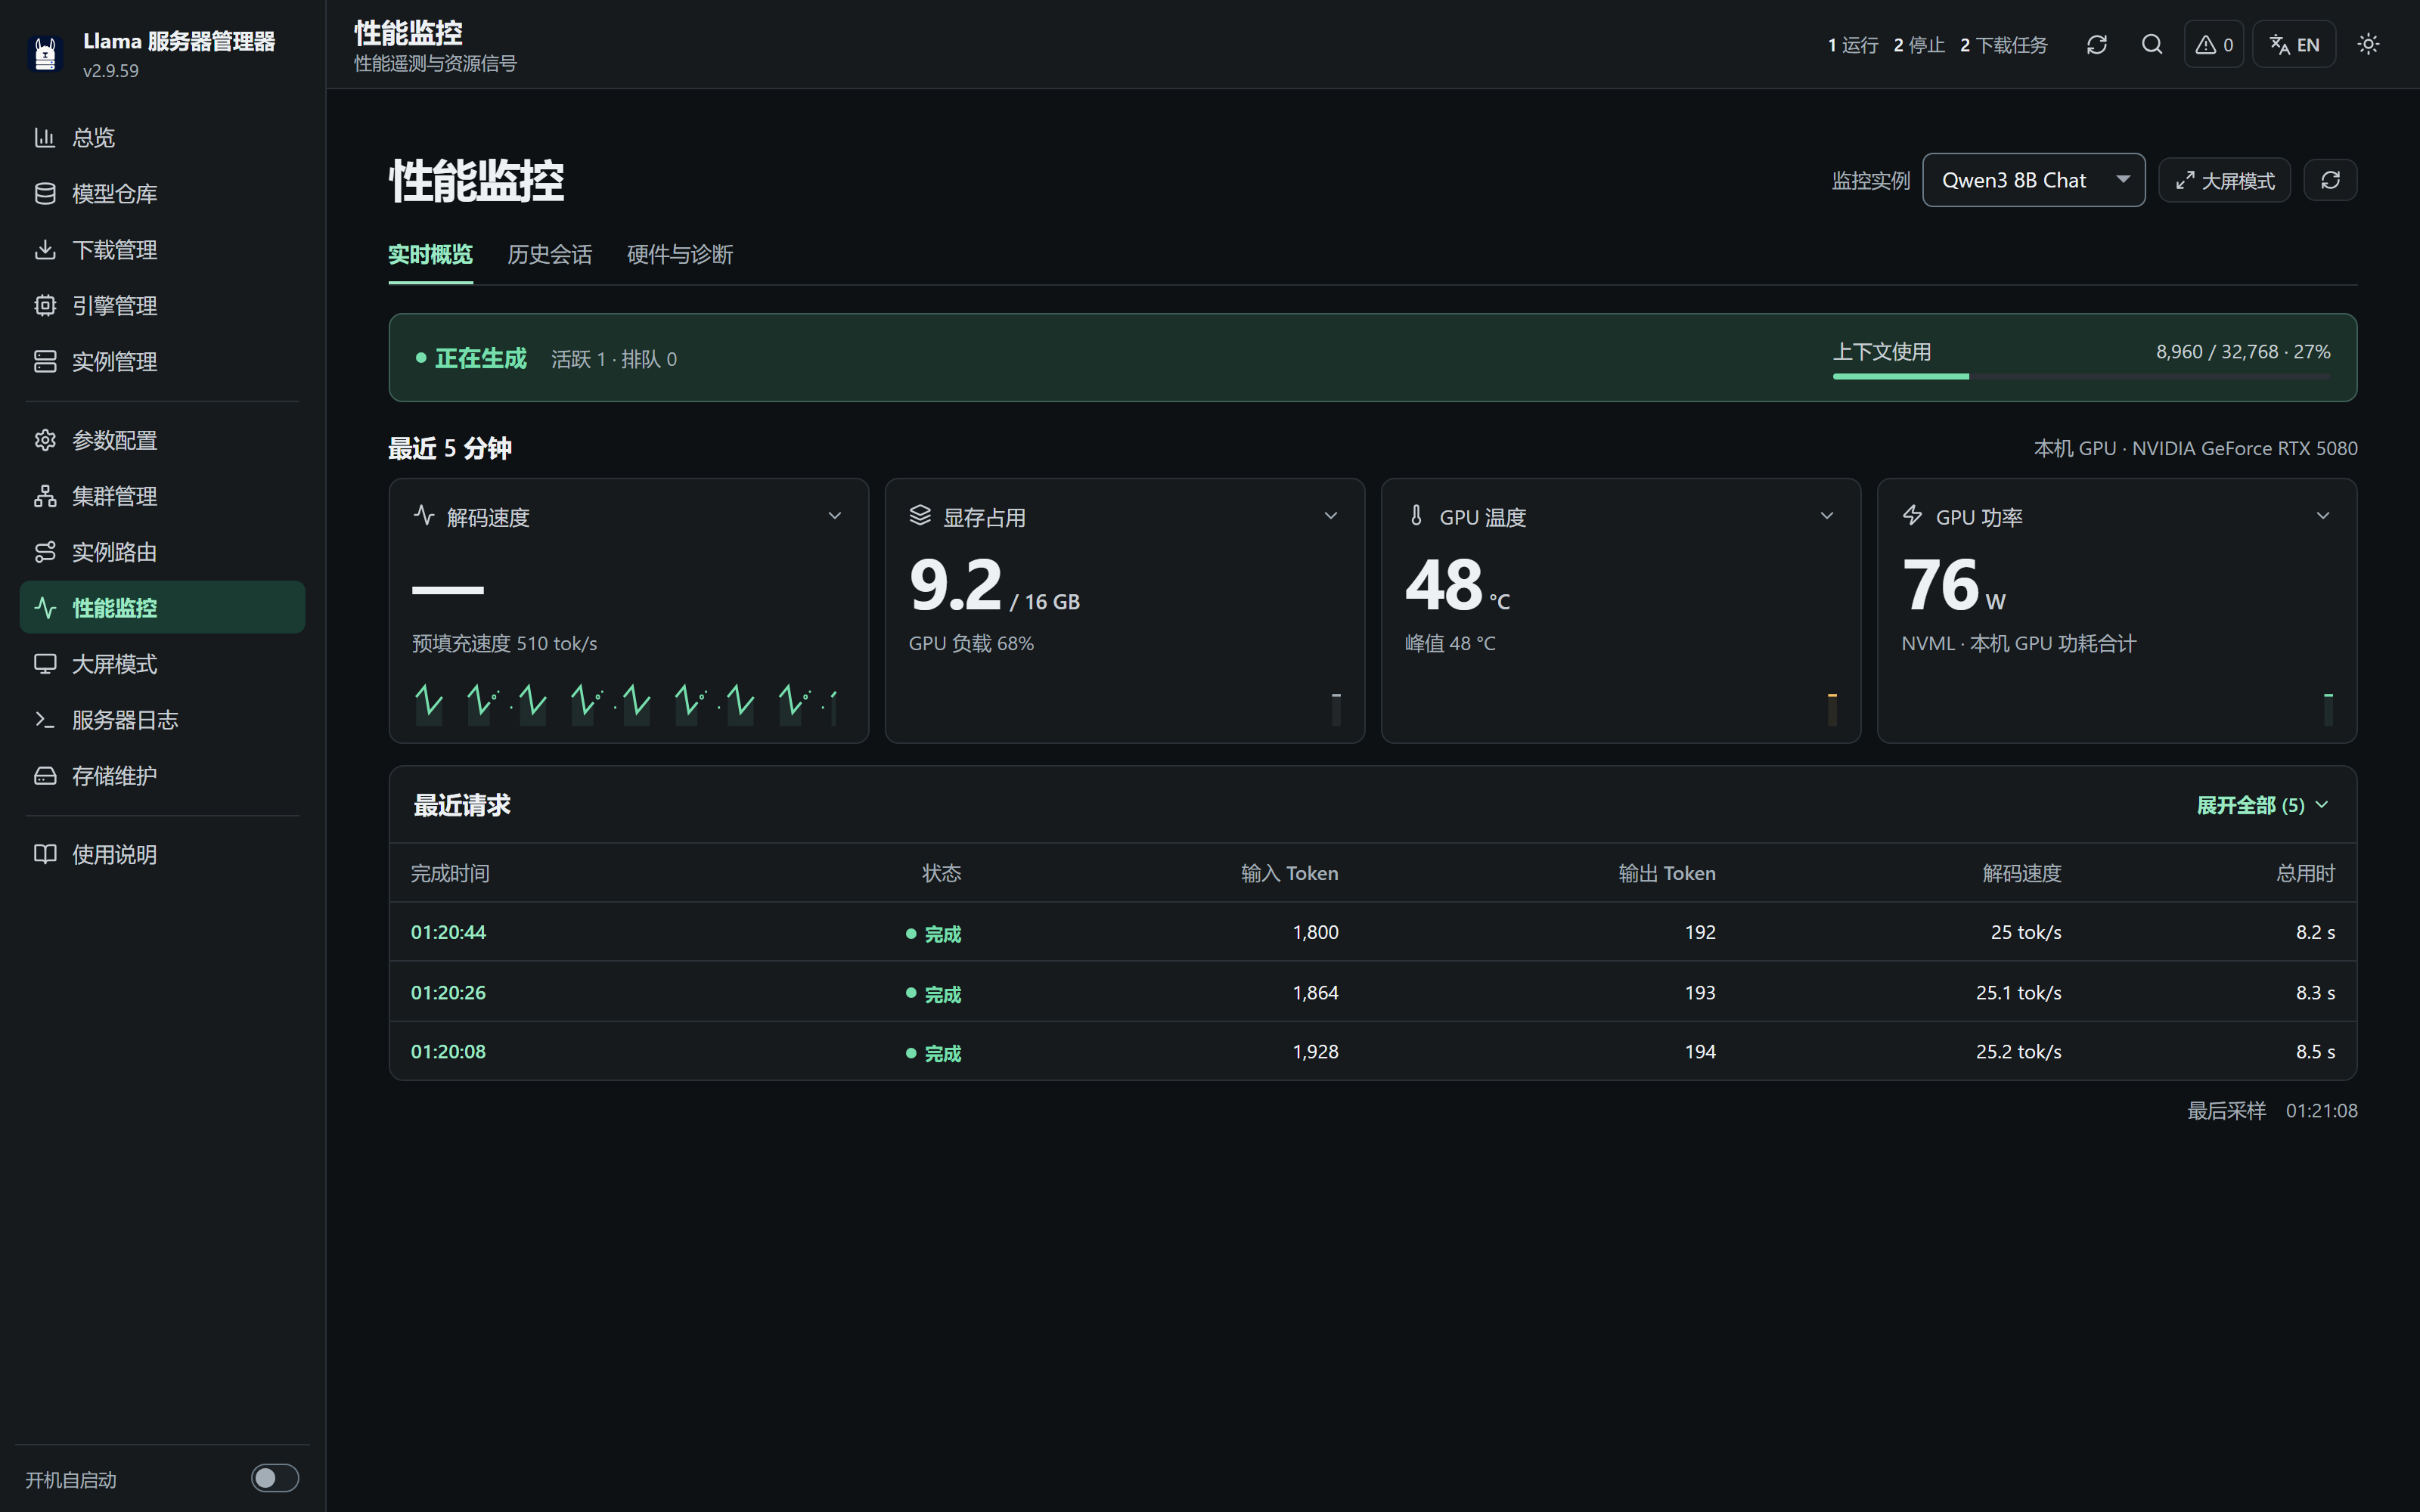 Llama 服务器管理器
v2.9.59
总览
模型仓库
下载管理
引擎管理
实例管理
参数配置
集群管理
实例路由
性能监控
大屏模式
服务器日志
存储维护
使用说明
开机自启动
性能监控
性能遥测与资源信号
1 运行 2 停止 2 下载任务
0
EN
性能监控
监控实例
Qwen3 8B Chat
大屏模式
实时概览
历史会话
硬件与诊断
正在生成 活跃 1 · 排队 0
上下文使用 8,960 / 32,768 · 27%
最近 5 分钟
本机 GPU · NVIDIA GeForce RTX 5080
解码速度
—
预填充速度 510 tok/s
显存占用
9.2 / 16 GB
GPU 负载 68%
GPU 温度
48 °C
峰值 48 °C
GPU 功率
76 W
NVML · 本机 GPU 功耗合计
最近请求
展开全部 (5)
完成时间 状态 输入 Token 输出 Token 解码速度 总用时
01:20:44 完成 1,800 192 25 tok/s 8.2 s
01:20:26 完成 1,864 193 25.1 tok/s 8.3 s
01:20:08 完成 1,928 194 25.2 tok/s 8.5 s
最后采样 01:21:08